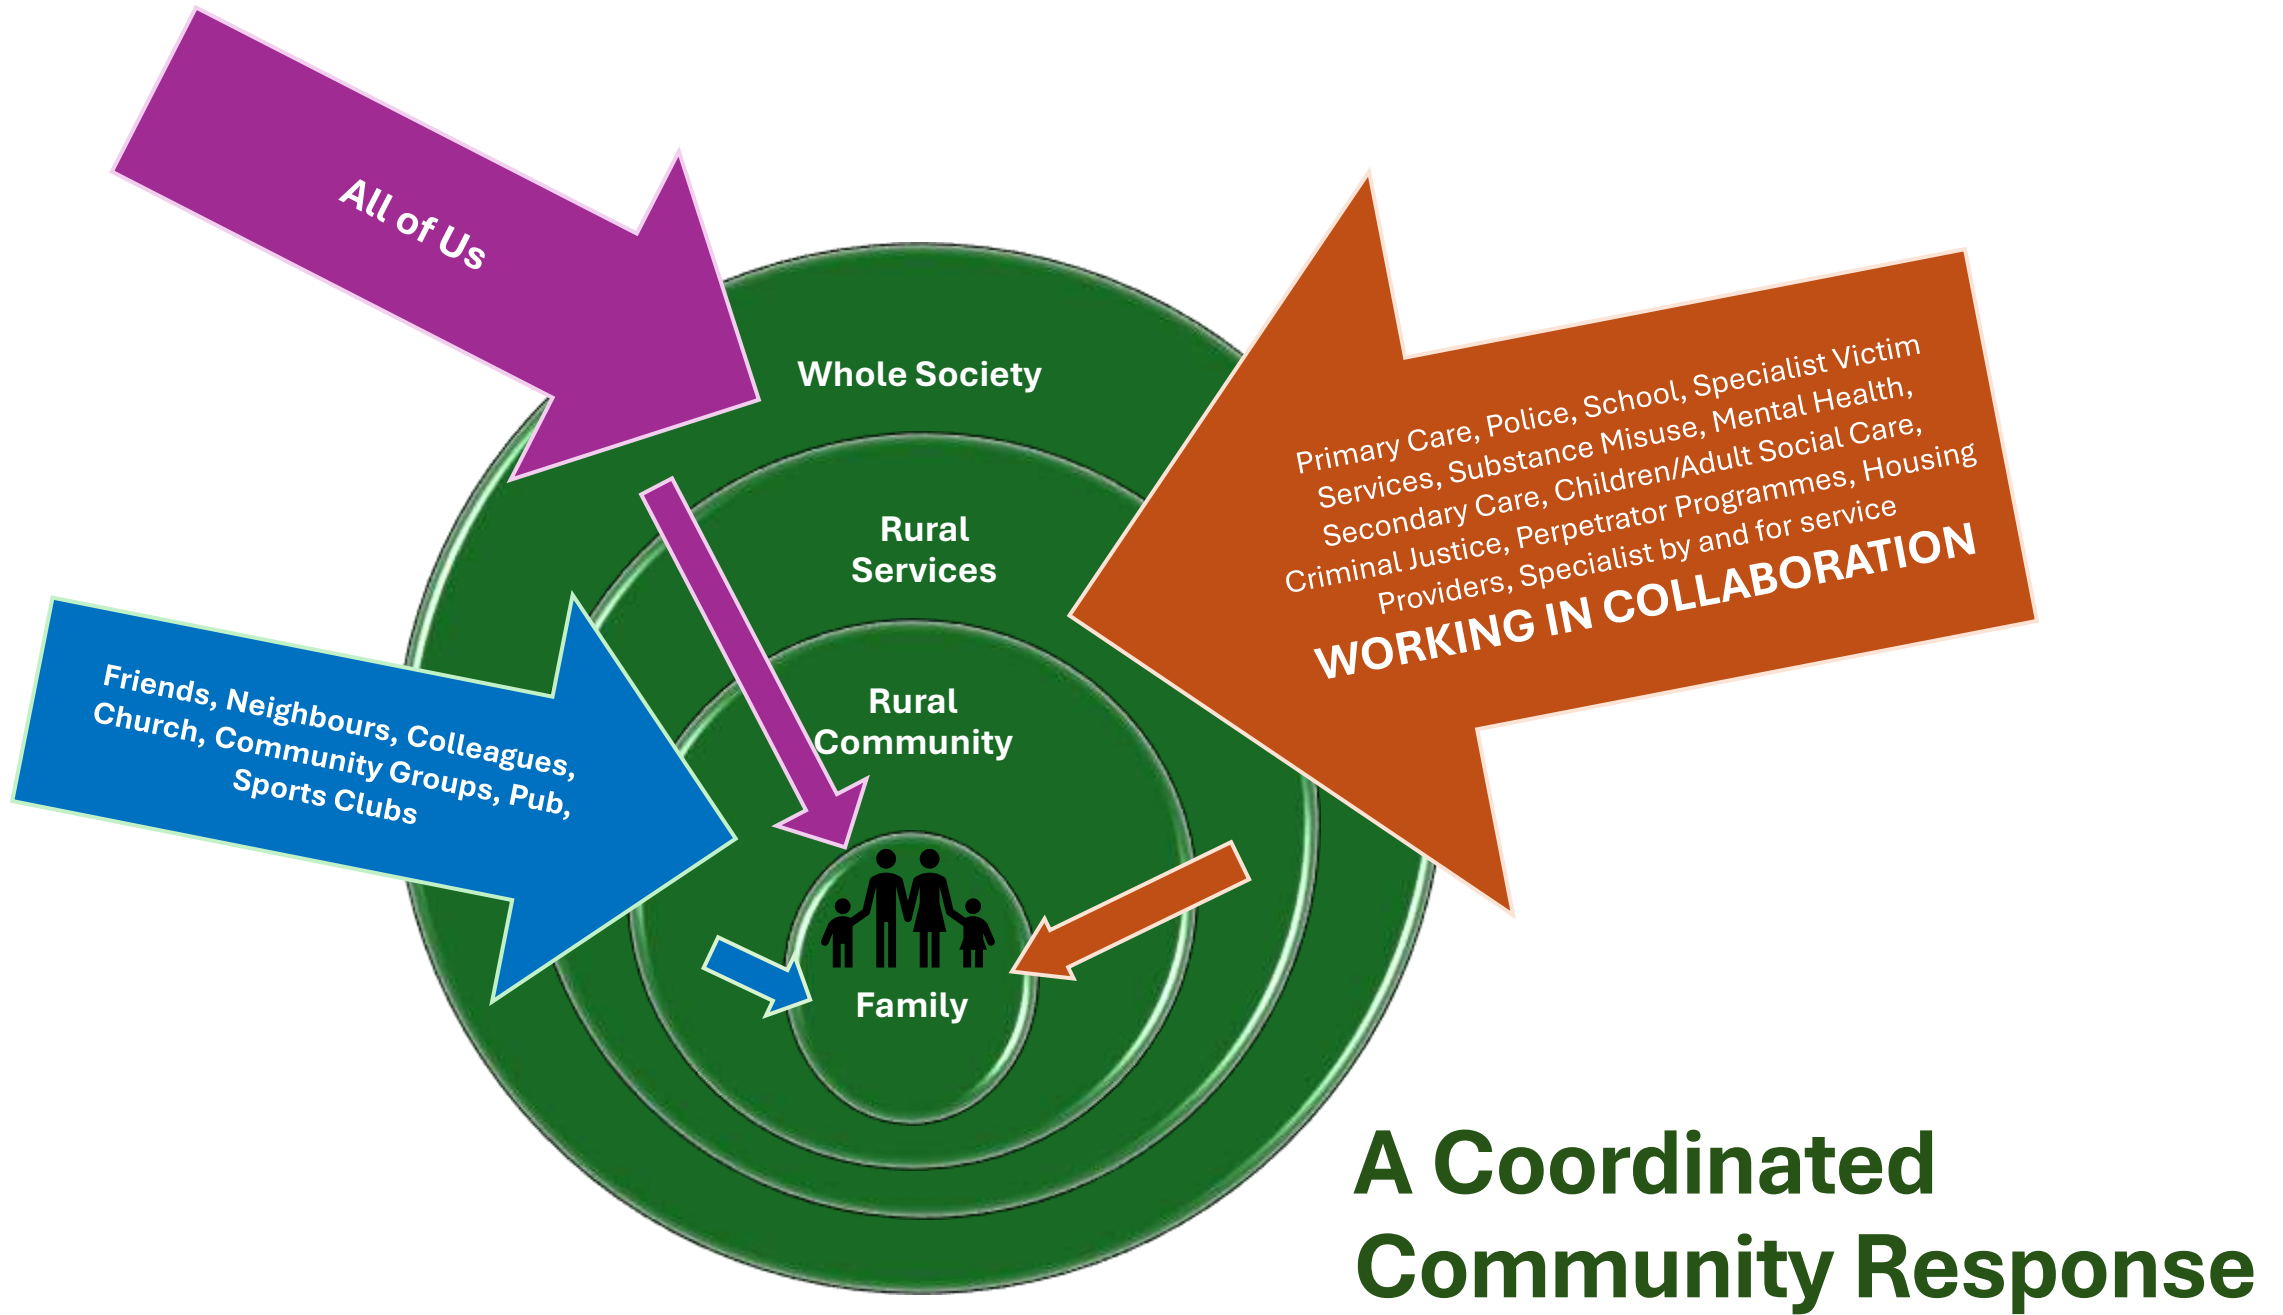 All of Us
Whole Society
Rural
Services
Rural
Community
Family
Friends, Neighbours, Colleagues,
Church, Community Groups, Pub,
Sports Clubs
Primary Care, Police, School, Specialist Victim
Services, Substance Misuse, Mental Health,
Secondary Care, Children/Adult Social Care,
Criminal Justice, Perpetrator Programmes, Housing
Providers, Specialist by and for service
WORKING IN COLLABORATION
A Coordinated
Community Response